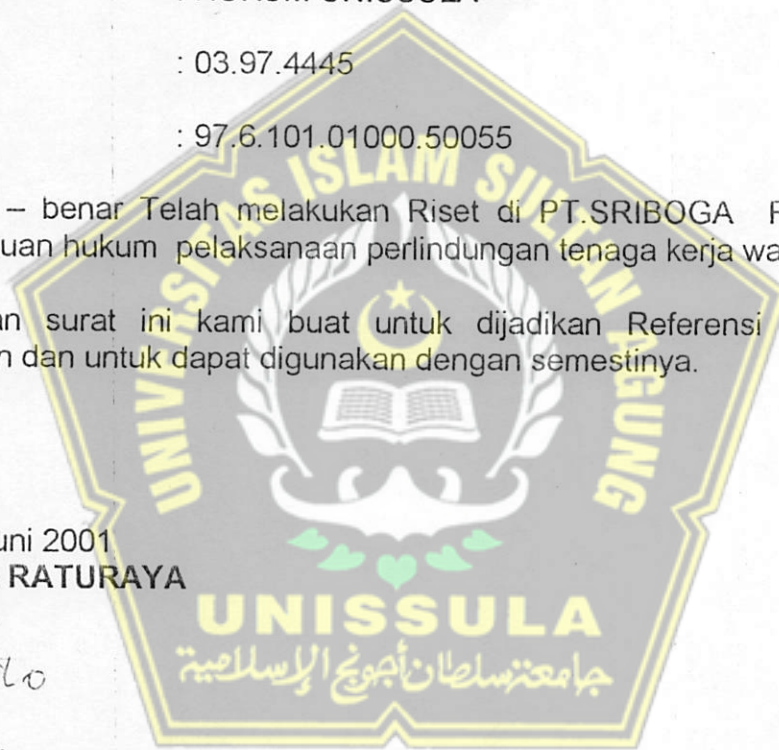 : 03.97.4445
: 97.6.101.01000.50055
– benar Telah melakukan Riset di PT.SRIBOGA
uan hukum pelaksanaan perlindungan tenaga kerja wa
n surat ini kami buat untuk dijadikan Referensi
n dan untuk dapat digunakan dengan semestinya.
uni 2001
RATURAYA
UNIVERSITAS ISLAM SULTAN AGUNG
UNISSULA
جامعة سلطان أجونج الإسلامية